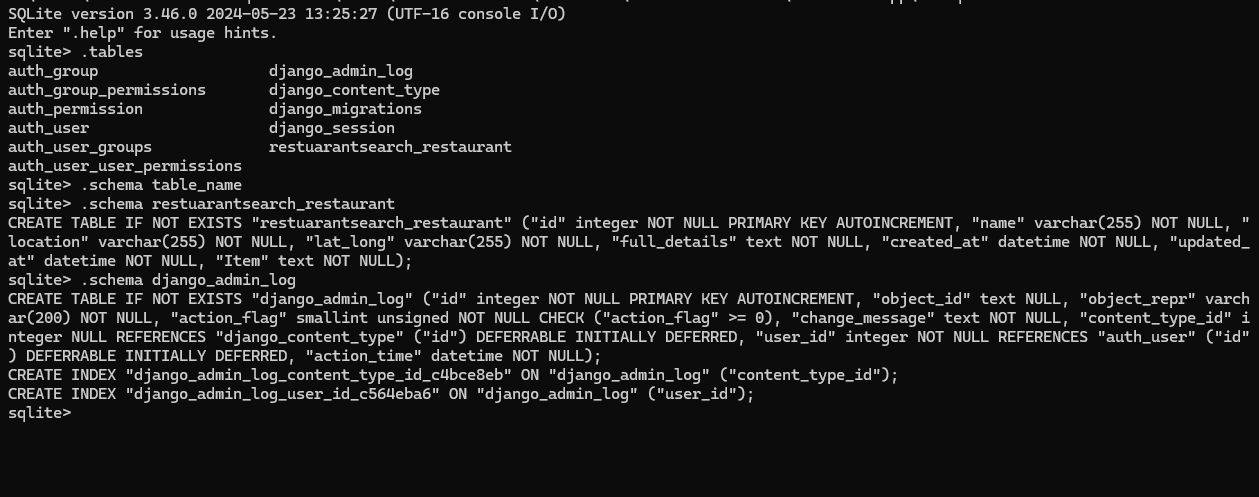 SQLite version 3.46.0 2024-05-23 13:25:27 (UTF-16 console I/O)
Enter ".help" for usage hints.
sqlite> .tables
auth_group                   django_admin_log
auth_group_permissions       django_content_type
auth_permission              django_migrations
auth_user                    django_session
auth_user_groups             restuarantsearch_restaurant
auth_user_user_permissions
sqlite> .schema table_name
sqlite> .schema restuarantsearch_restaurant
CREATE TABLE IF NOT EXISTS "restuarantsearch_restaurant" ("id" integer NOT NULL PRIMARY KEY AUTOINCREMENT, "name" varchar(255) NOT NULL, "
location" varchar(255) NOT NULL, "lat_long" varchar(255) NOT NULL, "full_details" text NOT NULL, "created_at" datetime NOT NULL, "updated_
at" datetime NOT NULL, "Item" text NOT NULL);
sqlite> .schema django_admin_log
CREATE TABLE IF NOT EXISTS "django_admin_log" ("id" integer NOT NULL PRIMARY KEY AUTOINCREMENT, "object_id" text NULL, "object_repr" varch
ar(200) NOT NULL, "action_flag" smallint unsigned NOT NULL CHECK ("action_flag" >= 0), "change_message" text NOT NULL, "content_type_id" i
nteger NULL REFERENCES "django_content_type" ("id") DEFERRABLE INITIALLY DEFERRED, "user_id" integer NOT NULL REFERENCES "auth_user" ("id"
) DEFERRABLE INITIALLY DEFERRED, "action_time" datetime NOT NULL);
CREATE INDEX "django_admin_log_content_type_id_c4bce8eb" ON "django_admin_log" ("content_type_id");
CREATE INDEX "django_admin_log_user_id_c564eba6" ON "django_admin_log" ("user_id");
sqlite>